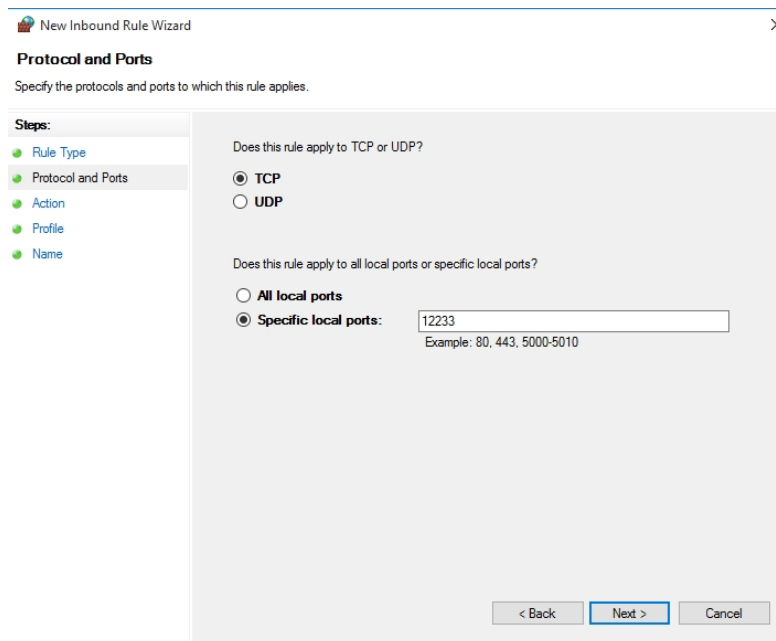 New Inbound Rule Wizard
Protocol and Ports
Specify the protocols and ports to which this rule applies.
Steps:
Rule Type
Protocol and Ports
Action
Profile
Name
Does this rule apply to TCP or UDP?
TCP
UDP
Does this rule apply to all local ports or specific local ports?
All local ports
Specific local ports: 12233
Example: 80, 443, 5000-5010
< Back Next > Cancel